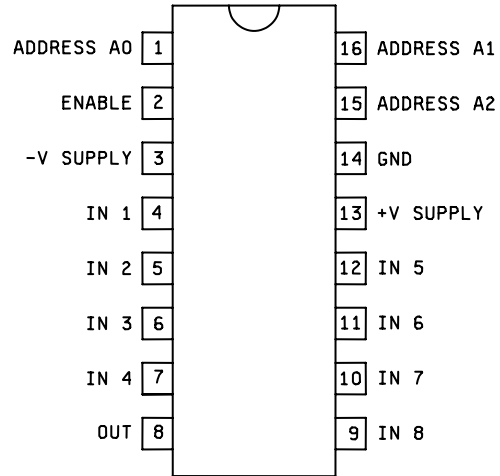 ADDRESS A0 1 16 ADDRESS A1
ENABLE 2 15 ADDRESS A2
-V SUPPLY 3 14 GND
IN 1 4 13 +V SUPPLY
IN 2 5 12 IN 5
IN 3 6 11 IN 6
IN 4 7 10 IN 7
OUT 8 9 IN 8